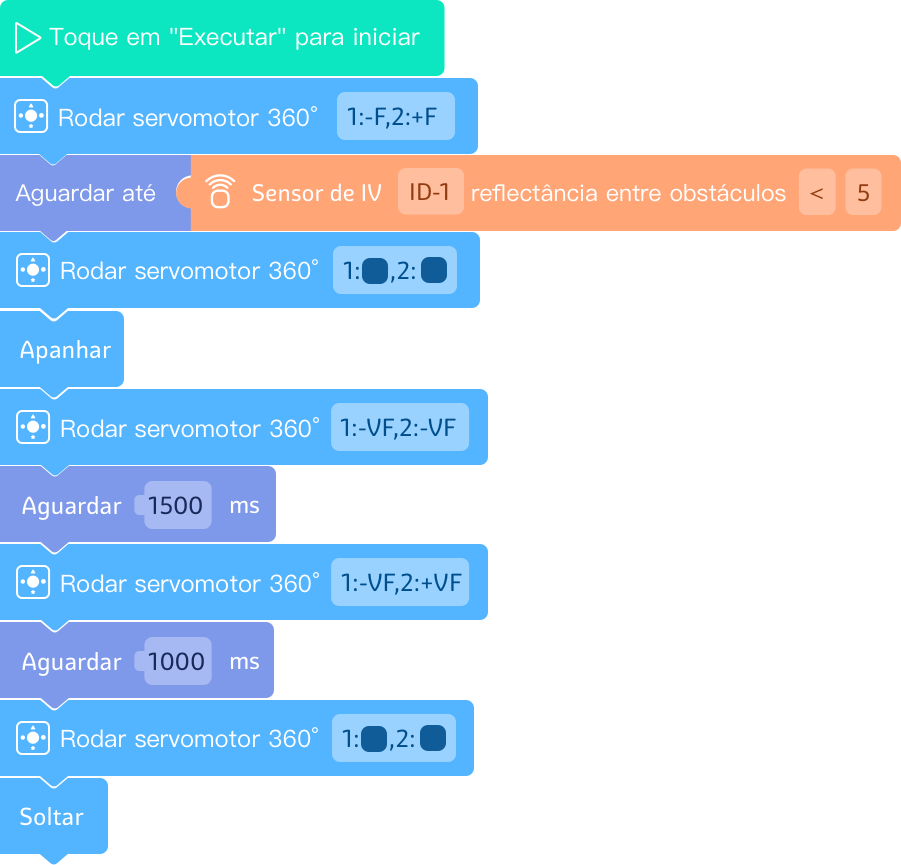 Toque em "Executar" para iniciar
Rodar servomotor 360° 1:-F,2:+F
Aguardar até Sensor de IV ID-1 reflectância entre obstáculos < 5
Rodar servomotor 360° 1: ,2:
Apanhar
Rodar servomotor 360° 1:-VF,2:-VF
Aguardar 1500 ms
Rodar servomotor 360° 1:-VF,2:+VF
Aguardar 1000 ms
Rodar servomotor 360° 1: ,2:
Soltar